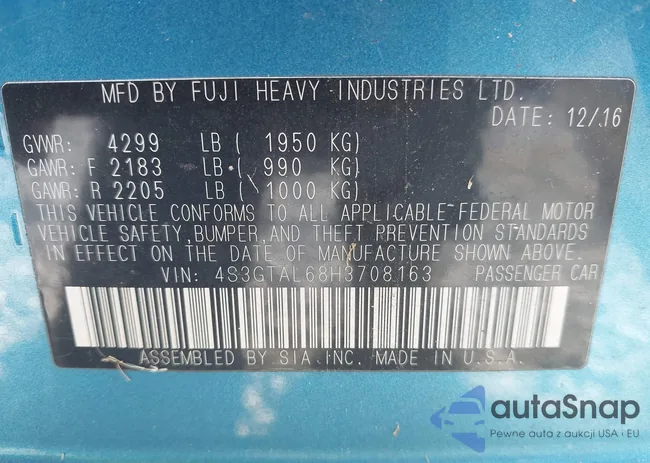 MFD BY FUJI HEAVY INDUSTRIES LTD.
DATE: 12/16
GVWR: 4299 LB ( 1950 KG)
GAWR: F 2183 LB ( 990 KG)
GAWR: R 2205 LB ( 1000 KG)
THIS VEHICLE CONFORMS TO ALL APPLICABLE FEDERAL MOTOR
VEHICLE SAFETY, BUMPER, AND THEFT PREVENTION STANDARDS
IN EFFECT ON THE DATE OF MANUFACTURE SHOWN ABOVE.
VIN: 4S3GTAL68H3708163 PASSENGER CAR
ASSEMBLED BY SIA INC. MADE IN U.S.A.
autaSnap
Pewne auta z aukcji USA i EU